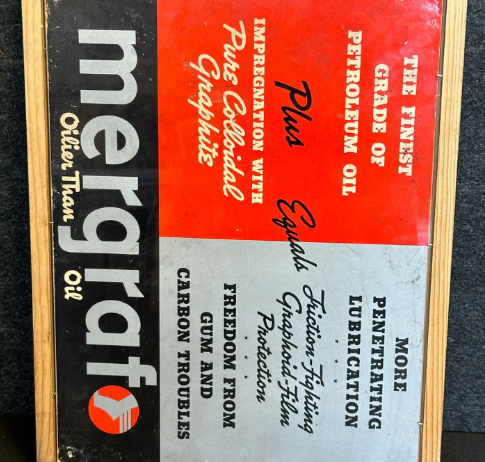 THE FINEST
GRADE OF
PETROLEUM OIL
Plus
IMPREGNATION WITH
Pure Colloidal
Graphite
Equals
MORE
PENETRATING
LUBRICATION
Friction-Fighting
Graphoid-Film
Protection
FREEDOM FROM
GUM AND
CARBON TROUBLES
mergraf
Oilier Than Oil